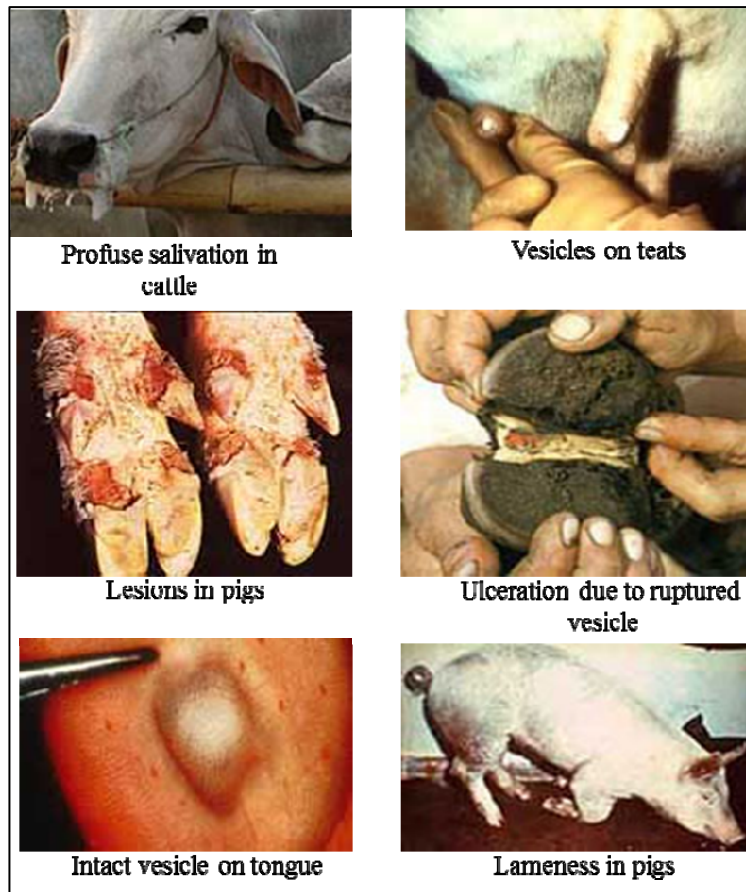 Profuse salivation in
cattle
Vesicles on teats
Lesions in pigs
Ulceration due to ruptured
vesicle
Intact vesicle on tongue
Lameness in pigs